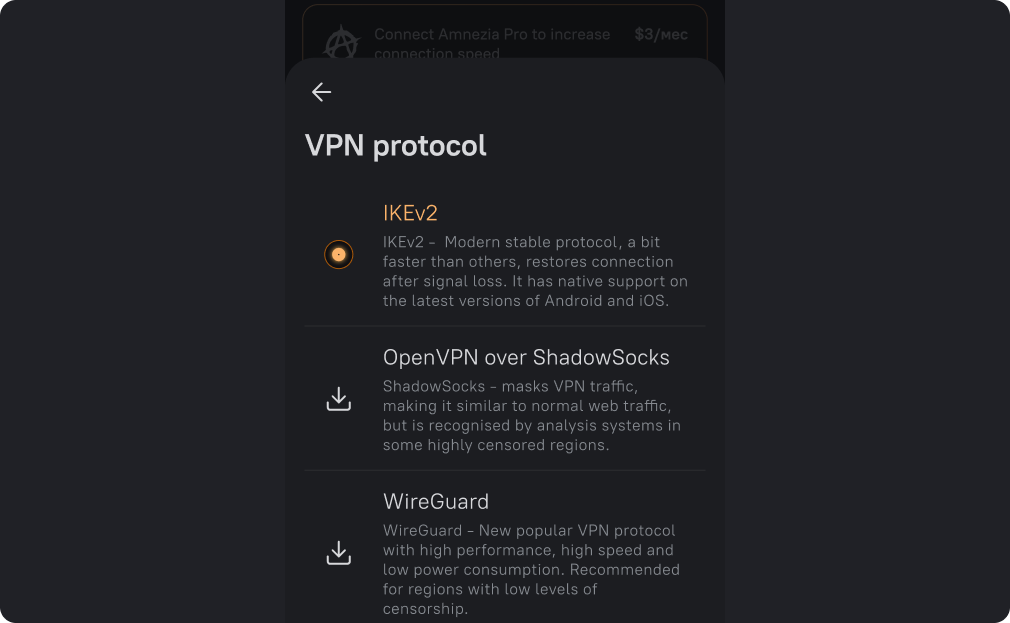 Connect Amnezia Pro to increase
connection speed
$3/мес
VPN protocol
IKEv2
IKEv2 – Modern stable protocol, a bit
faster than others, restores connection
after signal loss. It has native support on
the latest versions of Android and iOS.
OpenVPN over ShadowSocks
ShadowSocks – masks VPN traffic,
making it similar to normal web traffic,
but is recognised by analysis systems in
some highly censored regions.
WireGuard
WireGuard – New popular VPN protocol
with high performance, high speed and
low power consumption. Recommended
for regions with low levels of
censorship.